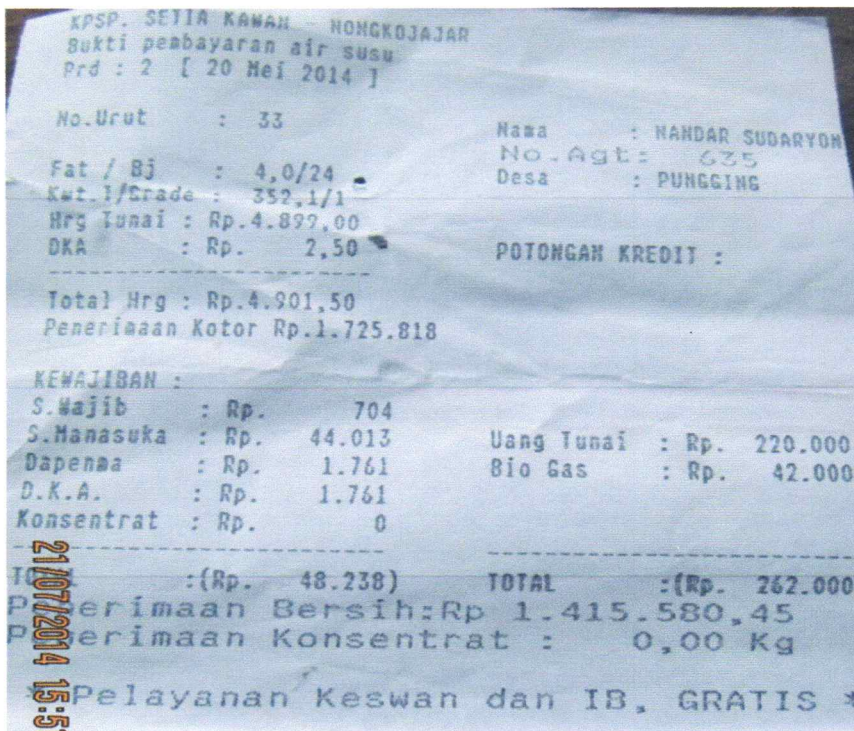 KPSP. SETIA KAWAN - NONGKOJAJAR
Bukti pembayaran air susu
Prd : 2 [ 20 Mei 2014 ]
No.Urut : 33
Nama : NANDAR SUDARYON
No.Agt: 635
Desa : PUNGGING
Fat / Bj : 4,0/24
Kwt.I/Grade : 352,1/1
Hrg Tunai : Rp.4.899,00
DKA : Rp. 2,50
POTONGAN KREDIT :
Total Hrg : Rp.4.901,50
Penerimaan Kotor Rp.1.725.818
KEWAJIBAN :
S.Wajib : Rp. 704
S.Manasuka : Rp. 44.013
Uang Tunai : Rp. 220.000
Dapenma : Rp. 1.761
Bio Gas : Rp. 42.000
D.K.A. : Rp. 1.761
Konsentrat : Rp. 0
TOTAL :(Rp. 48.238)
TOTAL :(Rp. 262.000
Penerimaan Bersih:Rp 1.415.580,45
Penerimaan Konsentrat : 0,00 Kg
* Pelayanan Keswan dan IB, GRATIS *
21/07/2014 15:5